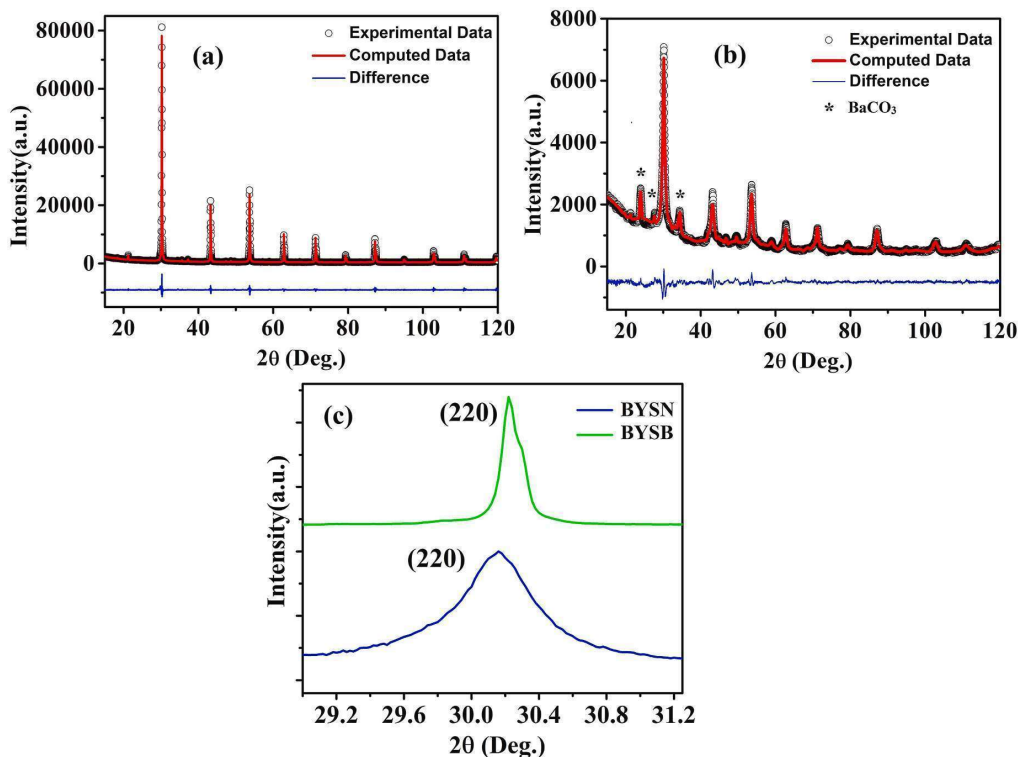 80000
60000
40000
20000
0
Intensity(a.u.)
(a)
Experimental Data
Computed Data
Difference
20 40 60 80 100 120
2θ (Deg.)
8000
6000
4000
2000
0
Intensity(a.u.)
(b)
Experimental Data
Computed Data
Difference
* BaCO₃
*
* *
20 40 60 80 100 120
2θ (Deg.)
Intensity(a.u.)
(c)
(220)
BYSN
BYSB
(220)
29.2 29.6 30.0 30.4 30.8 31.2
2θ (Deg.)